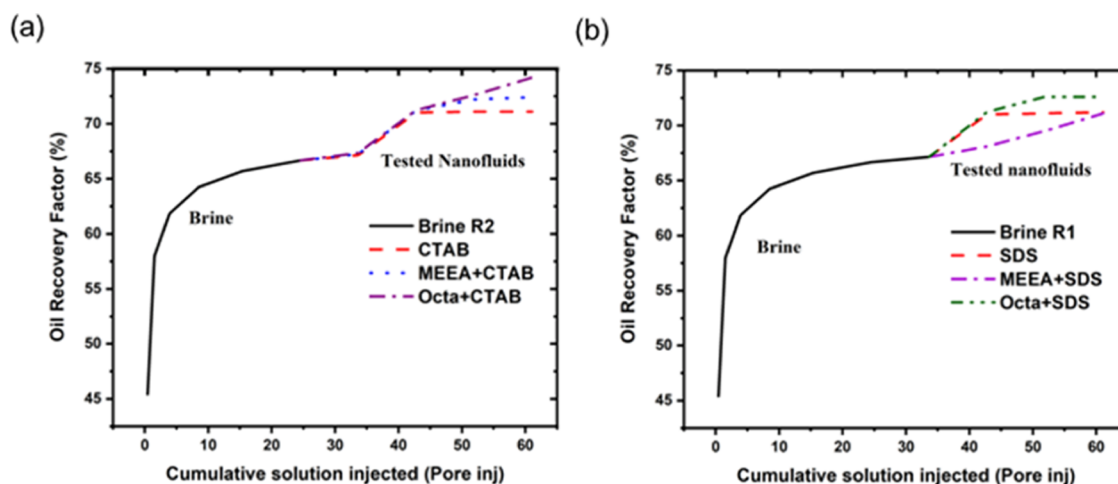 (a)
75
70
65
60
55
50
45
Oil Recovery Factor (%)
Brine
Tested Nanofluids
Brine R2
CTAB
MEEA+CTAB
Octa+CTAB
0 10 20 30 40 50 60
Cumulative solution injected (Pore inj)
(b)
75
70
65
60
55
50
45
Oil Recovery Factor (%)
Brine
Tested nanofluids
Brine R1
SDS
MEEA+SDS
Octa+SDS
0 10 20 30 40 50 60
Cumulative solution injected (Pore inj)